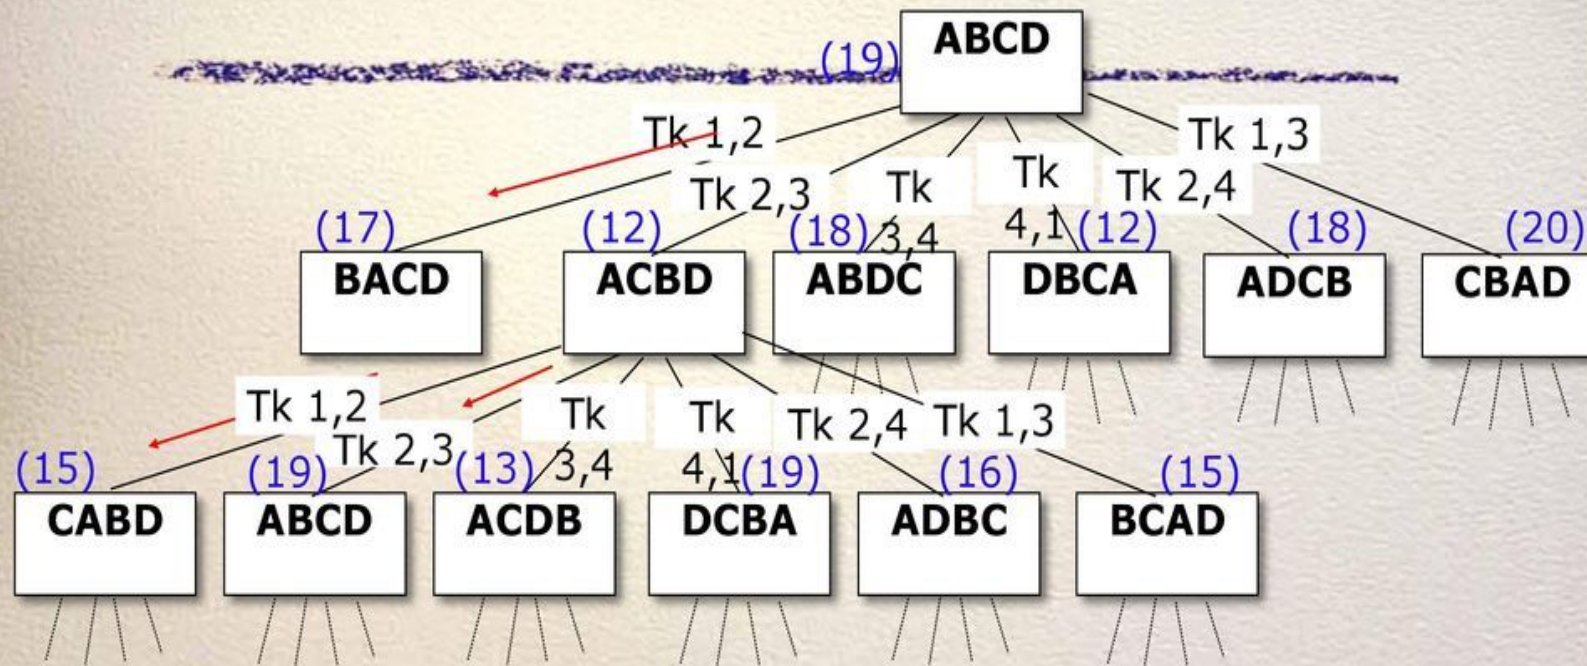 ABCD
(19)
Tk 1,2
Tk 1,3
Tk 2,3
Tk
3,4
Tk
4,1
Tk 2,4
(17)
(12)
(18)
(12)
(18)
(20)
BACD
ACBD
ABDC
DBCA
ADCB
CBAD
Tk 1,2
Tk 2,3
Tk
3,4
Tk
4,1
Tk 2,4
Tk 1,3
(15)
(19)
(13)
(19)
(16)
(15)
CABD
ABCD
ACDB
DCBA
ADBC
BCAD